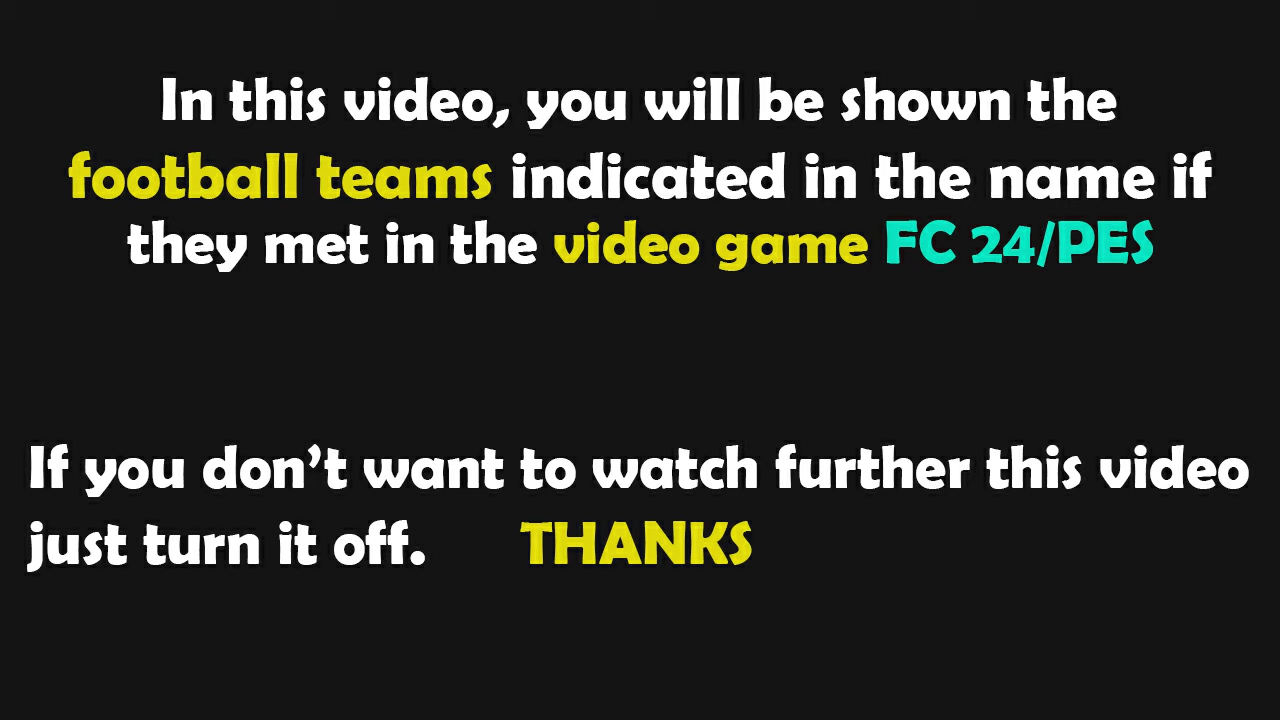 In this video, you will be shown the
football teams indicated in the name if
they met in the video game FC 24/PES
If you don’t want to watch further this video
just turn it off. THANKS